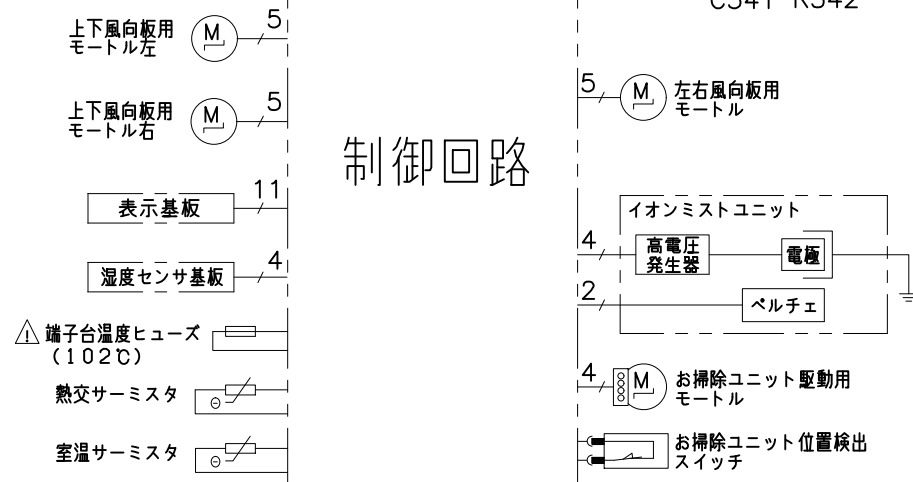 上下風向板用
モートル左
M
5
上下風向板用
モートル右
M
5
表示基板
11
湿度センサ基板
4
⚠ 端子台温度ヒューズ
(102℃)
熱交サーミスタ
室温サーミスタ
制御回路
5
M
左右風向板用
モートル
イオンミストユニット
4
高電圧
発生器
電極
2
ペルチェ
4
M
お掃除ユニット駆動用
モートル
お掃除ユニット位置検出
スイッチ